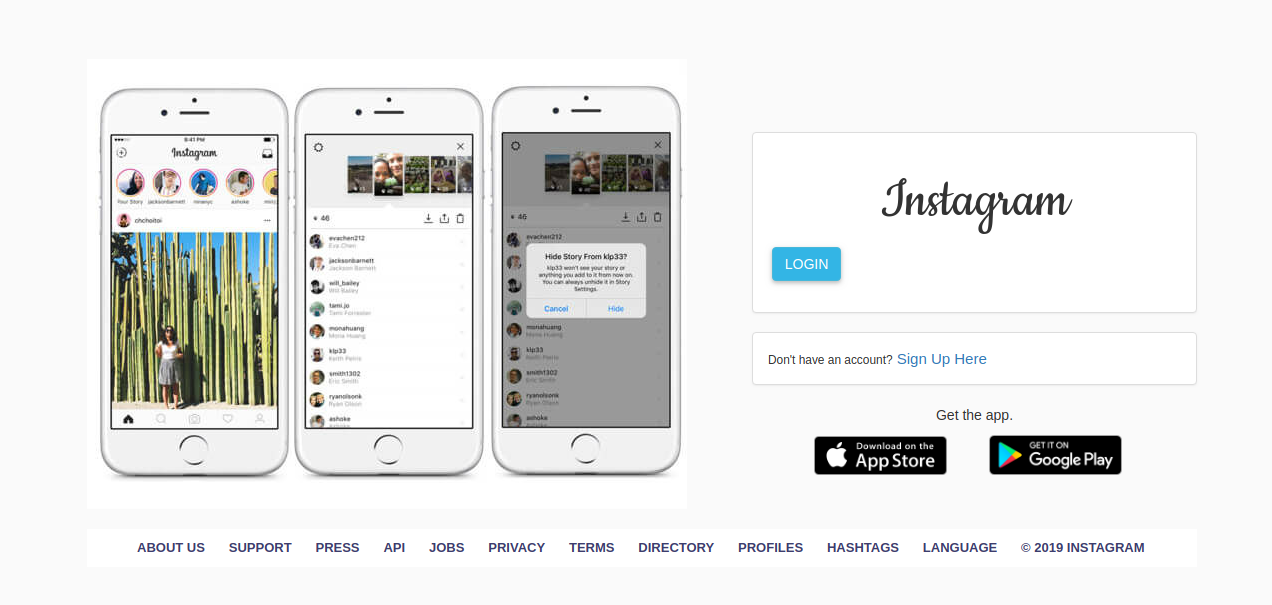 9:41 PM
Instagram
Your Story jacksonbarnett ninanyc ashoke
chchoitoi
46
evachen212
Eva Chen
jacksonbarnett
Jackson Barnett
will_bailey
Will Bailey
tami.jo
Tami Forrester
monahuang
Mona Huang
klp33
Keith Peiris
smith1302
Eric Smith
ryanolsonk
Ryan Olson
ashoke
46
evachen212
Hide Story From klp33?
klp33 won't see your story or
anything you add to it from now on.
You can always unhide it in Story
Settings.
Cancel Hide
monahuang
Mona Huang
klp33
Keith Peiris
smith1302
Eric Smith
ryanolsonk
Ryan Olson
ashoke
Instagram
LOGIN
Don't have an account? Sign Up Here
Get the app.
Download on the
App Store
GET IT ON
Google Play
ABOUT US SUPPORT PRESS API JOBS PRIVACY TERMS DIRECTORY PROFILES HASHTAGS LANGUAGE © 2019 INSTAGRAM